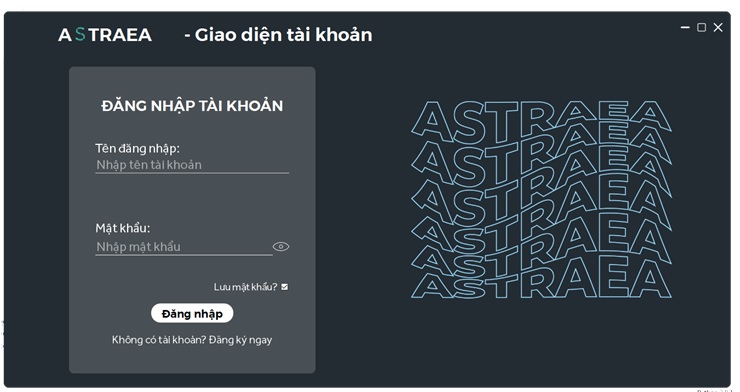 ASTRAEA - Giao diện tài khoản
ĐĂNG NHẬP TÀI KHOẢN
Tên đăng nhập:
Nhập tên tài khoản
Mật khẩu:
Nhập mật khẩu
Lưu mật khẩu?
Đăng nhập
Không có tài khoản? Đăng ký ngay
ASTRAEA
ASTRAEA
ASTRAEA
ASTRAEA
ASTRAEA
ASTRAEA